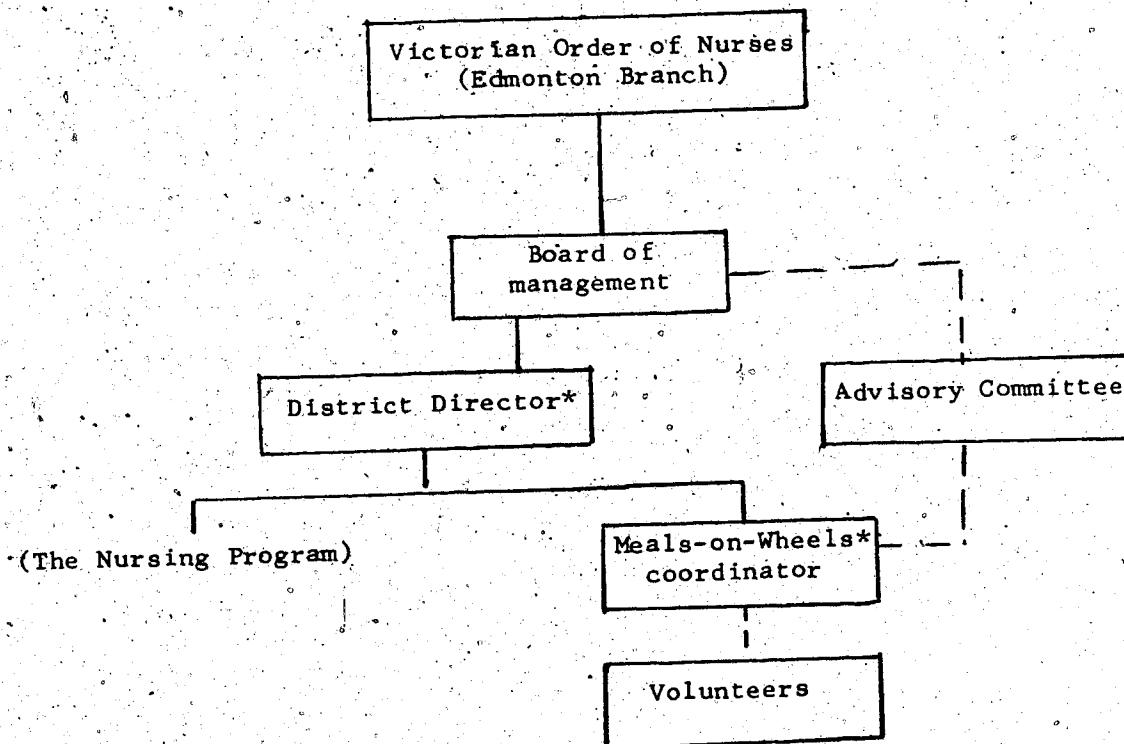 Victorian Order of Nurses
(Edmonton Branch)
Board of
management
District Director*
Advisory Committee
(The Nursing Program)
Meals-on-Wheels*
coordinator
Volunteers